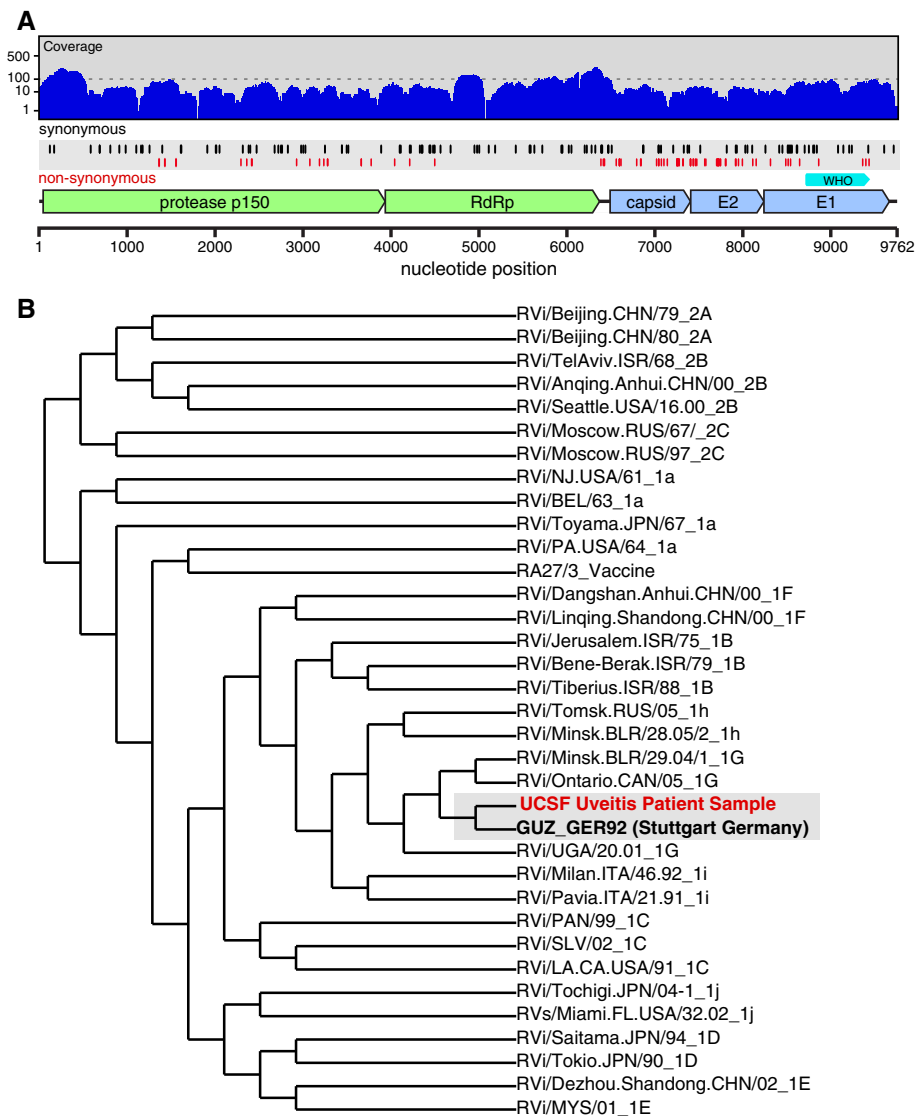 A
Coverage
500
100
10
1
synonymous
non-synonymous
WHO
protease p150 RdRp capsid E2 E1
1 1000 2000 3000 4000 5000 6000 7000 8000 9000 9762
nucleotide position
B
RVi/Beijing.CHN/79_2A
RVi/Beijing.CHN/80_2A
RVi/TelAviv.ISR/68_2B
RVi/Anqing.Anhui.CHN/00_2B
RVi/Seattle.USA/16.00_2B
RVi/Moscow.RUS/67/_2C
RVi/Moscow.RUS/97_2C
RVi/NJ.USA/61_1a
RVi/BEL/63_1a
RVi/Toyama.JPN/67_1a
RVi/PA.USA/64_1a
RA27/3_Vaccine
RVi/Dangshan.Anhui.CHN/00_1F
RVi/Linqing.Shandong.CHN/00_1F
RVi/Jerusalem.ISR/75_1B
RVi/Bene-Berak.ISR/79_1B
RVi/Tiberius.ISR/88_1B
RVi/Tomsk.RUS/05_1h
RVi/Minsk.BLR/28.05/2_1h
RVi/Minsk.BLR/29.04/1_1G
RVi/Ontario.CAN/05_1G
UCSF Uveitis Patient Sample
GUZ_GER92 (Stuttgart Germany)
RVi/UGA/20.01_1G
RVi/Milan.ITA/46.92_1i
RVi/Pavia.ITA/21.91_1i
RVi/PAN/99_1C
RVi/SLV/02_1C
RVi/LA.CA.USA/91_1C
RVi/Tochigi.JPN/04-1_1j
RVs/Miami.FL.USA/32.02_1j
RVi/Saitama.JPN/94_1D
RVi/Tokio.JPN/90_1D
RVi/Dezhou.Shandong.CHN/02_1E
RVi/MYS/01_1E